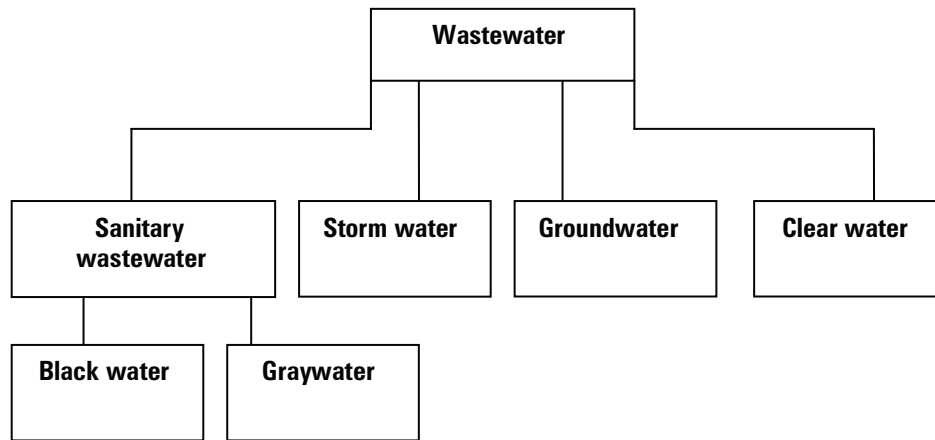 Wastewater
Sanitary
wastewater
Storm water
Groundwater
Clear water
Black water
Graywater